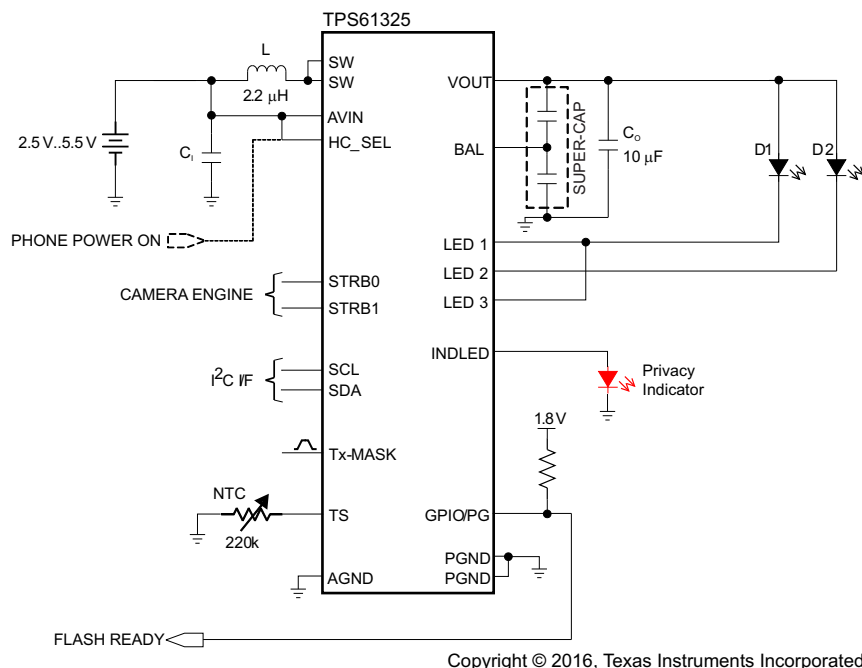 TPS61325
L
2.2 μH
SW
SW
AVIN
HC_SEL
2.5 V..5.5 V
C_I
PHONE POWER ON
CAMERA ENGINE
STRB0
STRB1
I²C I/F
SCL
SDA
Tx-MASK
NTC
220k
TS
AGND
FLASH READY
VOUT
BAL
SUPER-CAP
C_O
10 μF
D1
D2
LED 1
LED 2
LED 3
INDLED
Privacy
Indicator
1.8 V
GPIO/PG
PGND
PGND
Copyright © 2016, Texas Instruments Incorporated